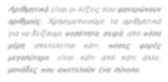 Αριθμητικά είναι οι λέξεις που φανερώνουν
αριθμούς. Χρησιμοποιούμε τα αριθμητικά
για να δείξουμε ποσότητα, σειρά, από πόσα
μέρη αποτελείται κάτι, πόσες φορές
μεγαλύτερο είναι κάτι από κάτι άλλο,
μονάδες που αποτελούν ένα σύνολο.